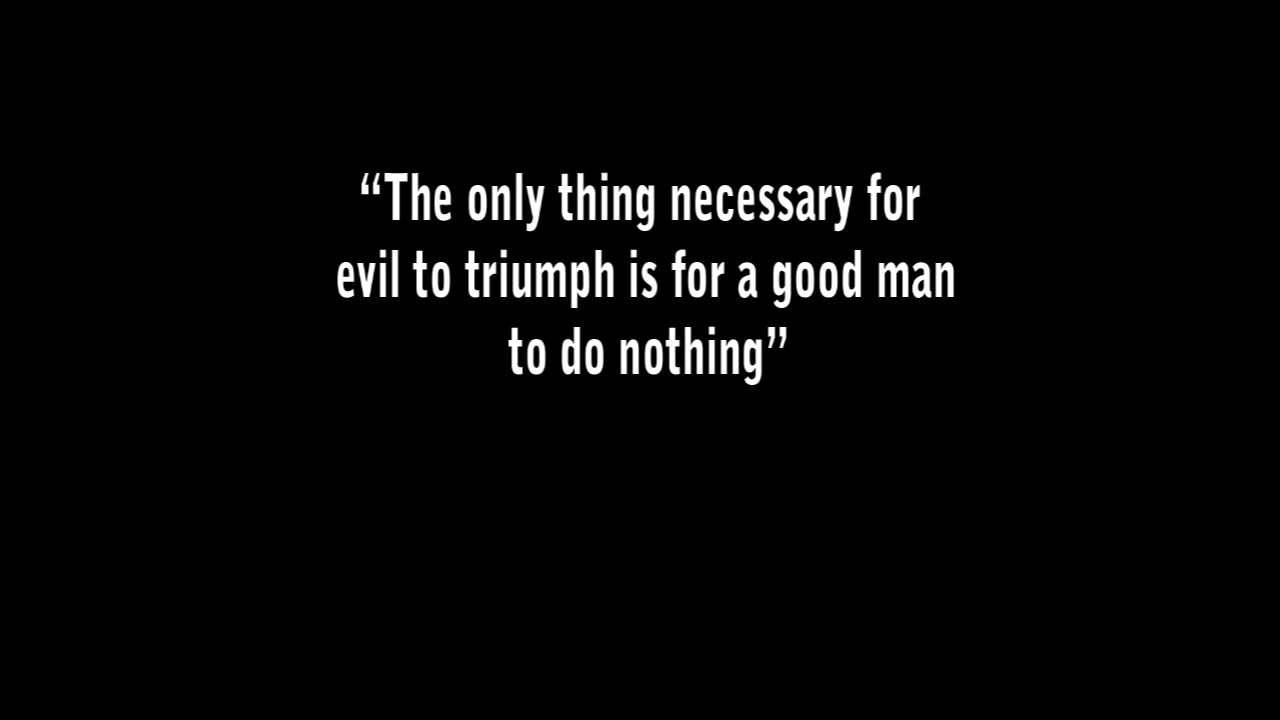 “The only thing necessary for
evil to triumph is for a good man
to do nothing”